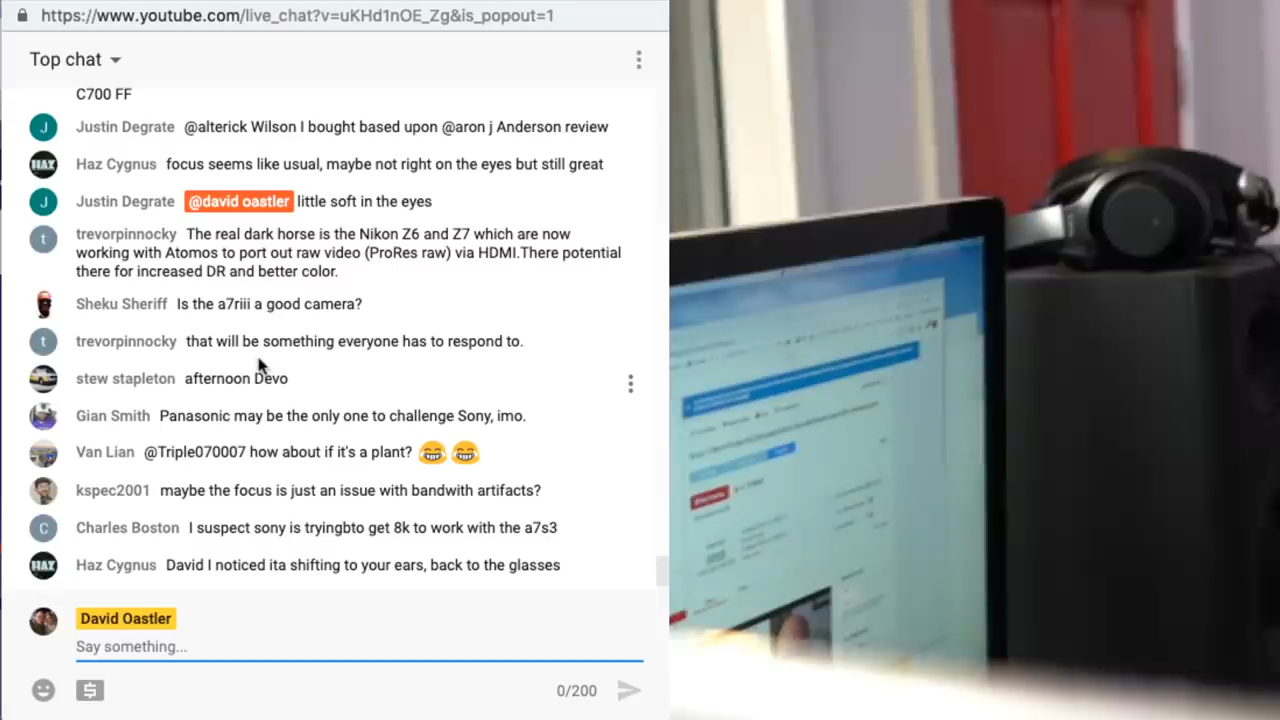 https://www.youtube.com/live_chat?v=uKHd1nOE_Zg&is_popout=1
Top chat
C700 FF
J Justin Degrate @alterick Wilson I bought based upon @aron j Anderson review
HAZ Haz Cygnus focus seems like usual, maybe not right on the eyes but still great
J Justin Degrate @david oastler little soft in the eyes
t trevorpinnocky The real dark horse is the Nikon Z6 and Z7 which are now
working with Atomos to port out raw video (ProRes raw) via HDMI.There potential
there for increased DR and better color.
Sheku Sheriff Is the a7riii a good camera?
t trevorpinnocky that will be something everyone has to respond to.
stew stapleton afternoon Devo
Gian Smith Panasonic may be the only one to challenge Sony, imo.
Van Lian @Triple070007 how about if it's a plant? 😂 😂
kspec2001 maybe the focus is just an issue with bandwith artifacts?
C Charles Boston I suspect sony is tryingbto get 8k to work with the a7s3
HAZ Haz Cygnus David I noticed ita shifting to your ears, back to the glasses
David Oastler
Say something...
0/200